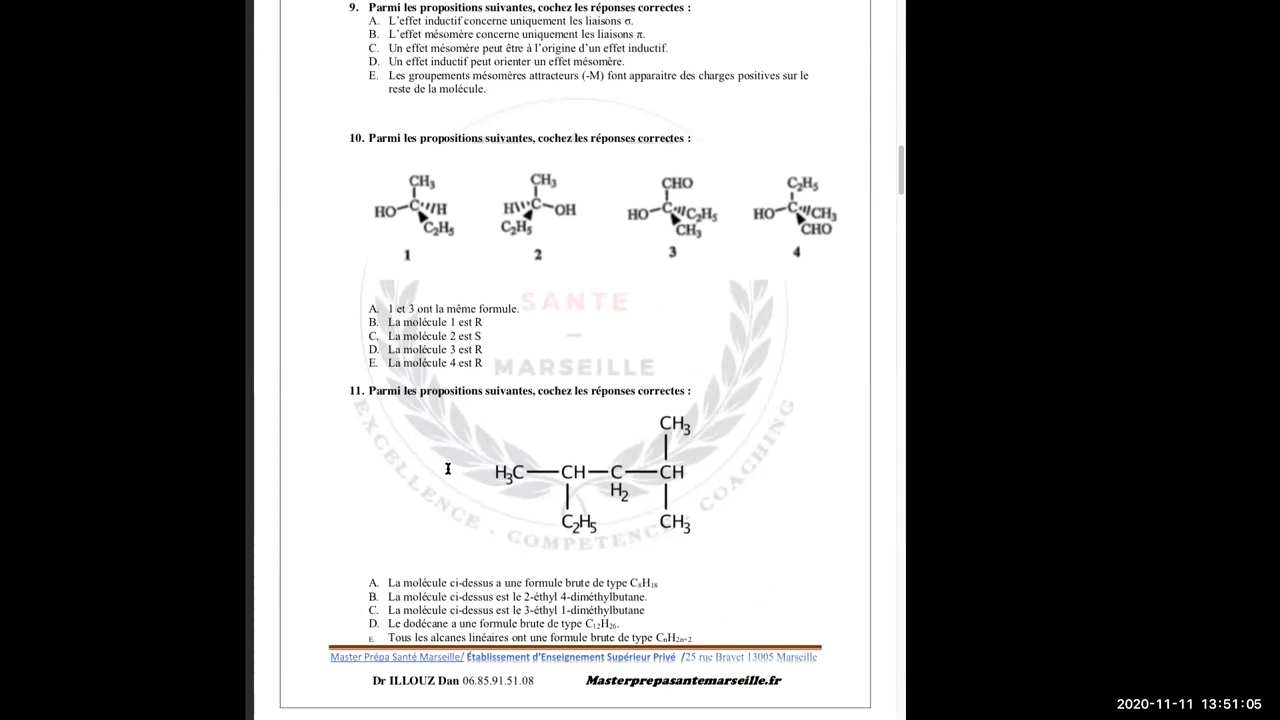 9. Parmi les propositions suivantes, cochez les réponses correctes :
A. L'effet inductif concerne uniquement les liaisons σ.
B. L'effet mésomère concerne uniquement les liaisons π.
C. Un effet mésomère peut être à l'origine d'un effet inductif.
D. Un effet inductif peut orienter un effet mésomère.
E. Les groupements mésomères attracteurs (-M) font apparaitre des charges positives sur le
reste de la molécule.
10. Parmi les propositions suivantes, cochez les réponses correctes :
CH₃ CH₃ CHO C₂H₅
HO C H H C OH HO C C₂H₅ HO C CH₃
C₂H₅ C₂H₅ CH₃ CHO
1 2 3 4
SANTE
–
MARSEILLE
A. 1 et 3 ont la même formule.
B. La molécule 1 est R
C. La molécule 2 est S
D. La molécule 3 est R
E. La molécule 4 est R
11. Parmi les propositions suivantes, cochez les réponses correctes :
CH₃
H₃C CH C CH
H₂
C₂H₅ CH₃
EXCELLENCE - COMPETENCE - COACHING
A. La molécule ci-dessus a une formule brute de type C₈H₁₈
B. La molécule ci-dessus est le 2-éthyl 4-diméthylbutane.
C. La molécule ci-dessus est le 3-éthyl 1-diméthylbutane
D. Le dodécane a une formule brute de type C₁₂H₂₆.
E. Tous les alcanes linéaires ont une formule brute de type CₙH₂ₙ₊₂
Master Prépa Santé Marseille/ Établissement d'Enseignement Supérieur Privé /25 rue Bravet 13005 Marseille
Dr ILLOUZ Dan 06.85.91.51.08 Masterprepasantemarseille.fr
2020-11-11 13:51:05